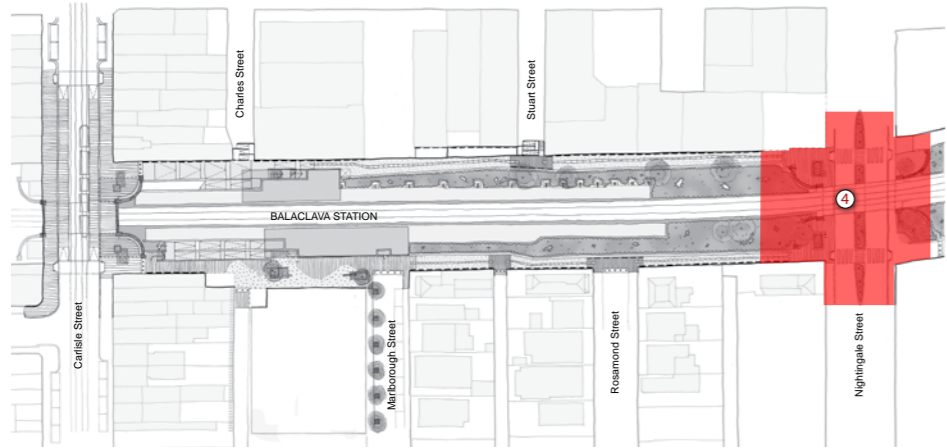 Charles Street
Stuart Street
4
BALACLAVA STATION
Carlisle Street
Marlborough Street
Rosamond Street
Nightingale Street